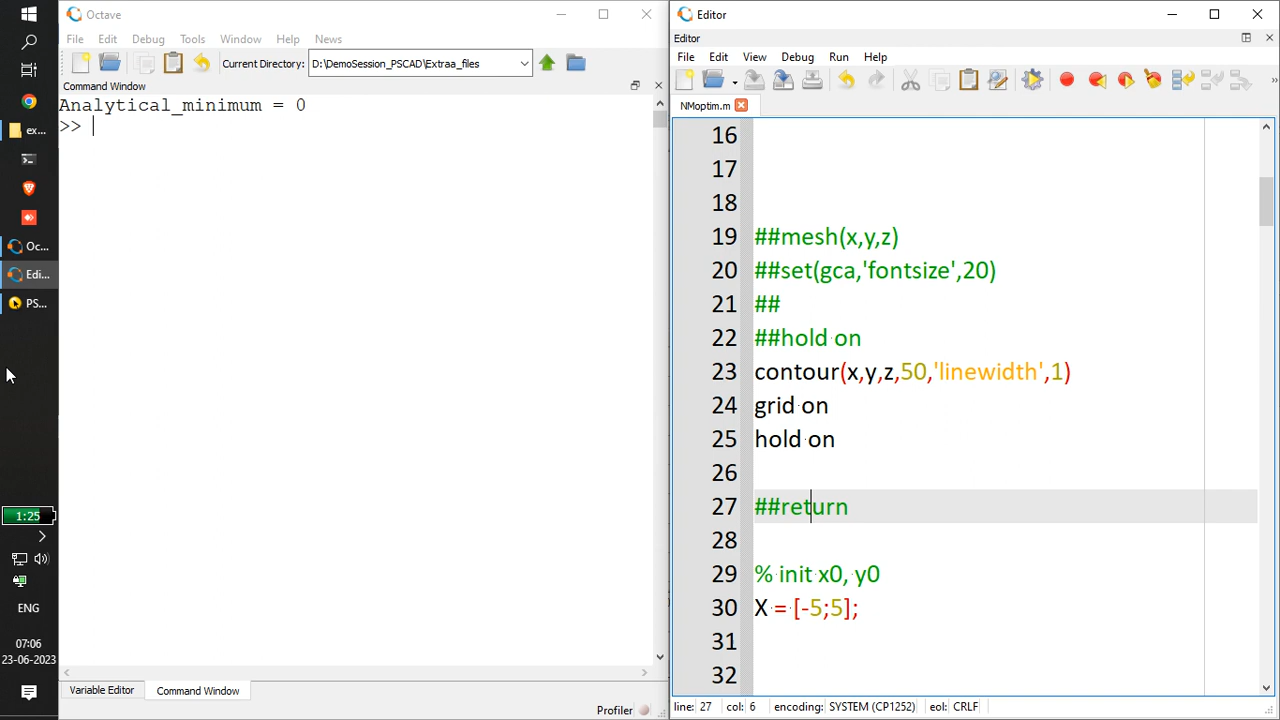 Octave
File Edit Debug Tools Window Help News
Current Directory: D:\DemoSession_PSCAD\Extraa_files
Command Window
Analytical_minimum = 0
>>
Variable Editor Command Window
Profiler
Editor
Editor
File Edit View Debug Run Help
NMoptim.m
16
17
18
19 ##mesh(x,y,z)
20 ##set(gca,'fontsize',20)
21 ##
22 ##hold on
23 contour(x,y,z,50,'linewidth',1)
24 grid on
25 hold on
26
27 ##return
28
29 % init x0, y0
30 X = [-5;5];
31
32
line: 27 col: 6 encoding: SYSTEM (CP1252) eol: CRLF
ex...
Oc...
Edi...
PS...
1:25
ENG
07:06
23-06-2023